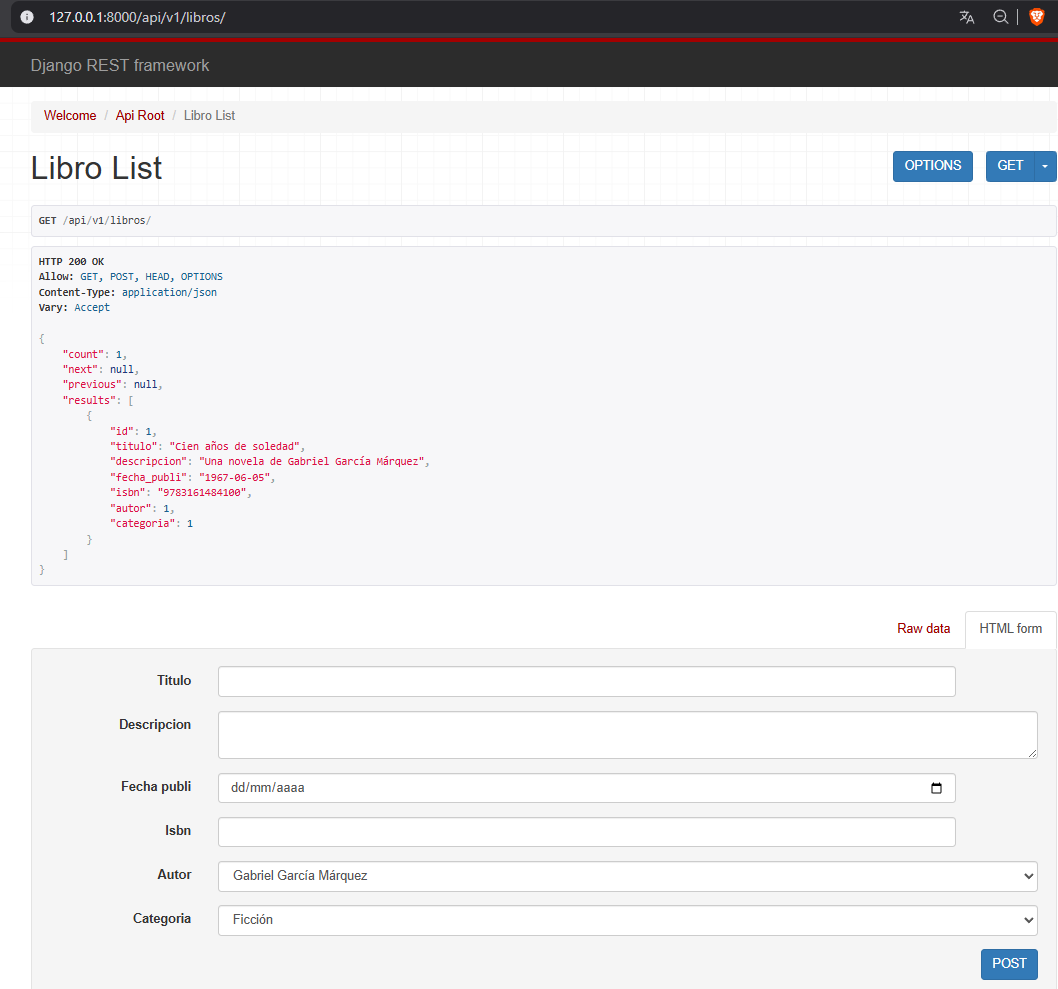 127.0.0.1:8000/api/v1/libros/
Django REST framework
Welcome / Api Root / Libro List
Libro List
OPTIONS
GET
GET /api/v1/libros/
HTTP 200 OK
Allow: GET, POST, HEAD, OPTIONS
Content-Type: application/json
Vary: Accept
{
    "count": 1,
    "next": null,
    "previous": null,
    "results": [
        {
            "id": 1,
            "titulo": "Cien años de soledad",
            "descripcion": "Una novela de Gabriel García Márquez",
            "fecha_publi": "1967-06-05",
            "isbn": "9783161484100",
            "autor": 1,
            "categoria": 1
        }
    ]
}
Raw data
HTML form
Titulo
Descripcion
Fecha publi
dd/mm/aaaa
Isbn
Autor
Gabriel García Márquez
Categoria
Ficción
POST